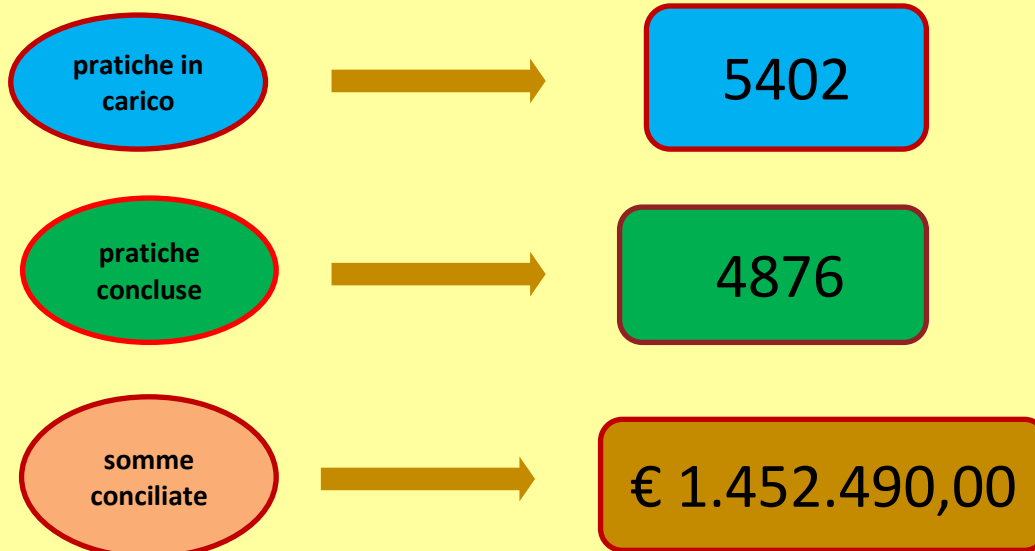 pratiche in
carico
5402
pratiche
concluse
4876
somme
conciliate
€ 1.452.490,00